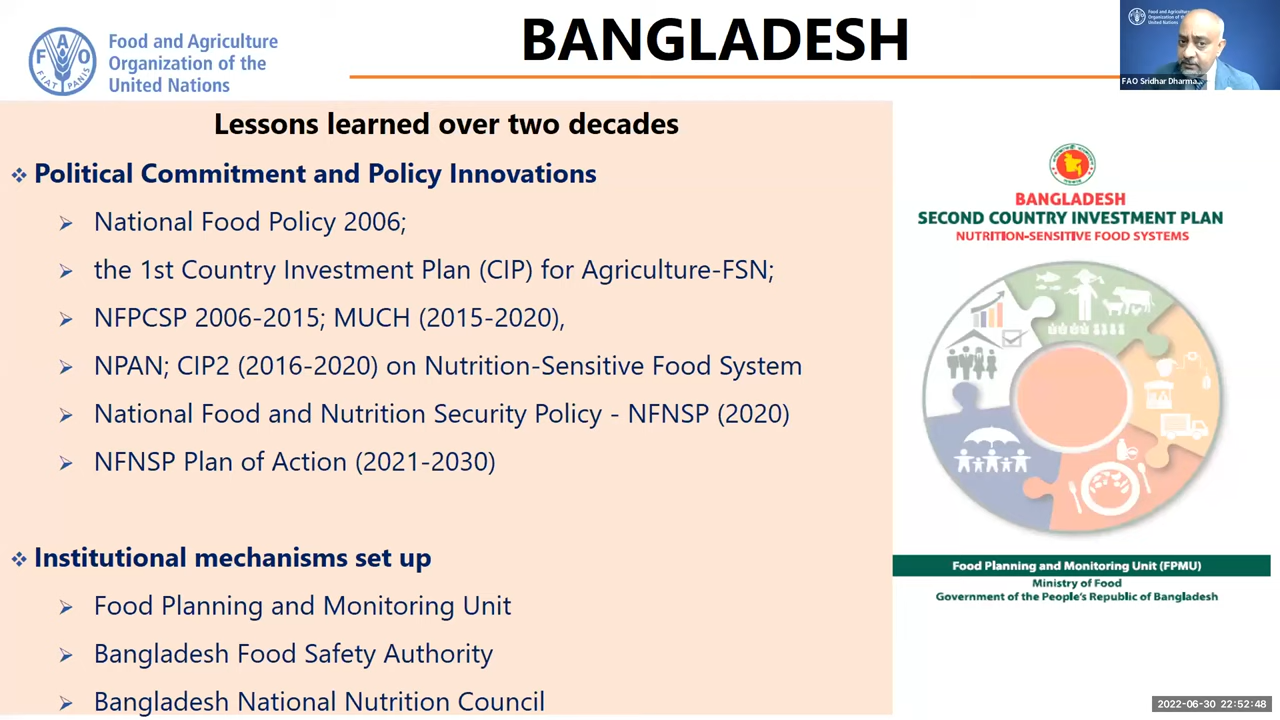 Food and Agriculture
Organization of the
United Nations
BANGLADESH
FAO Sridhar Dharma...
Lessons learned over two decades
Political Commitment and Policy Innovations
National Food Policy 2006;
the 1st Country Investment Plan (CIP) for Agriculture-FSN;
NFPCSP 2006-2015; MUCH (2015-2020),
NPAN; CIP2 (2016-2020) on Nutrition-Sensitive Food System
National Food and Nutrition Security Policy - NFNSP (2020)
NFNSP Plan of Action (2021-2030)
Institutional mechanisms set up
Food Planning and Monitoring Unit
Bangladesh Food Safety Authority
Bangladesh National Nutrition Council
BANGLADESH
SECOND COUNTRY INVESTMENT PLAN
NUTRITION-SENSITIVE FOOD SYSTEMS
Food Planning and Monitoring Unit (FPMU)
Ministry of Food
Government of the People's Republic of Bangladesh
2022-06-30 22:52:48